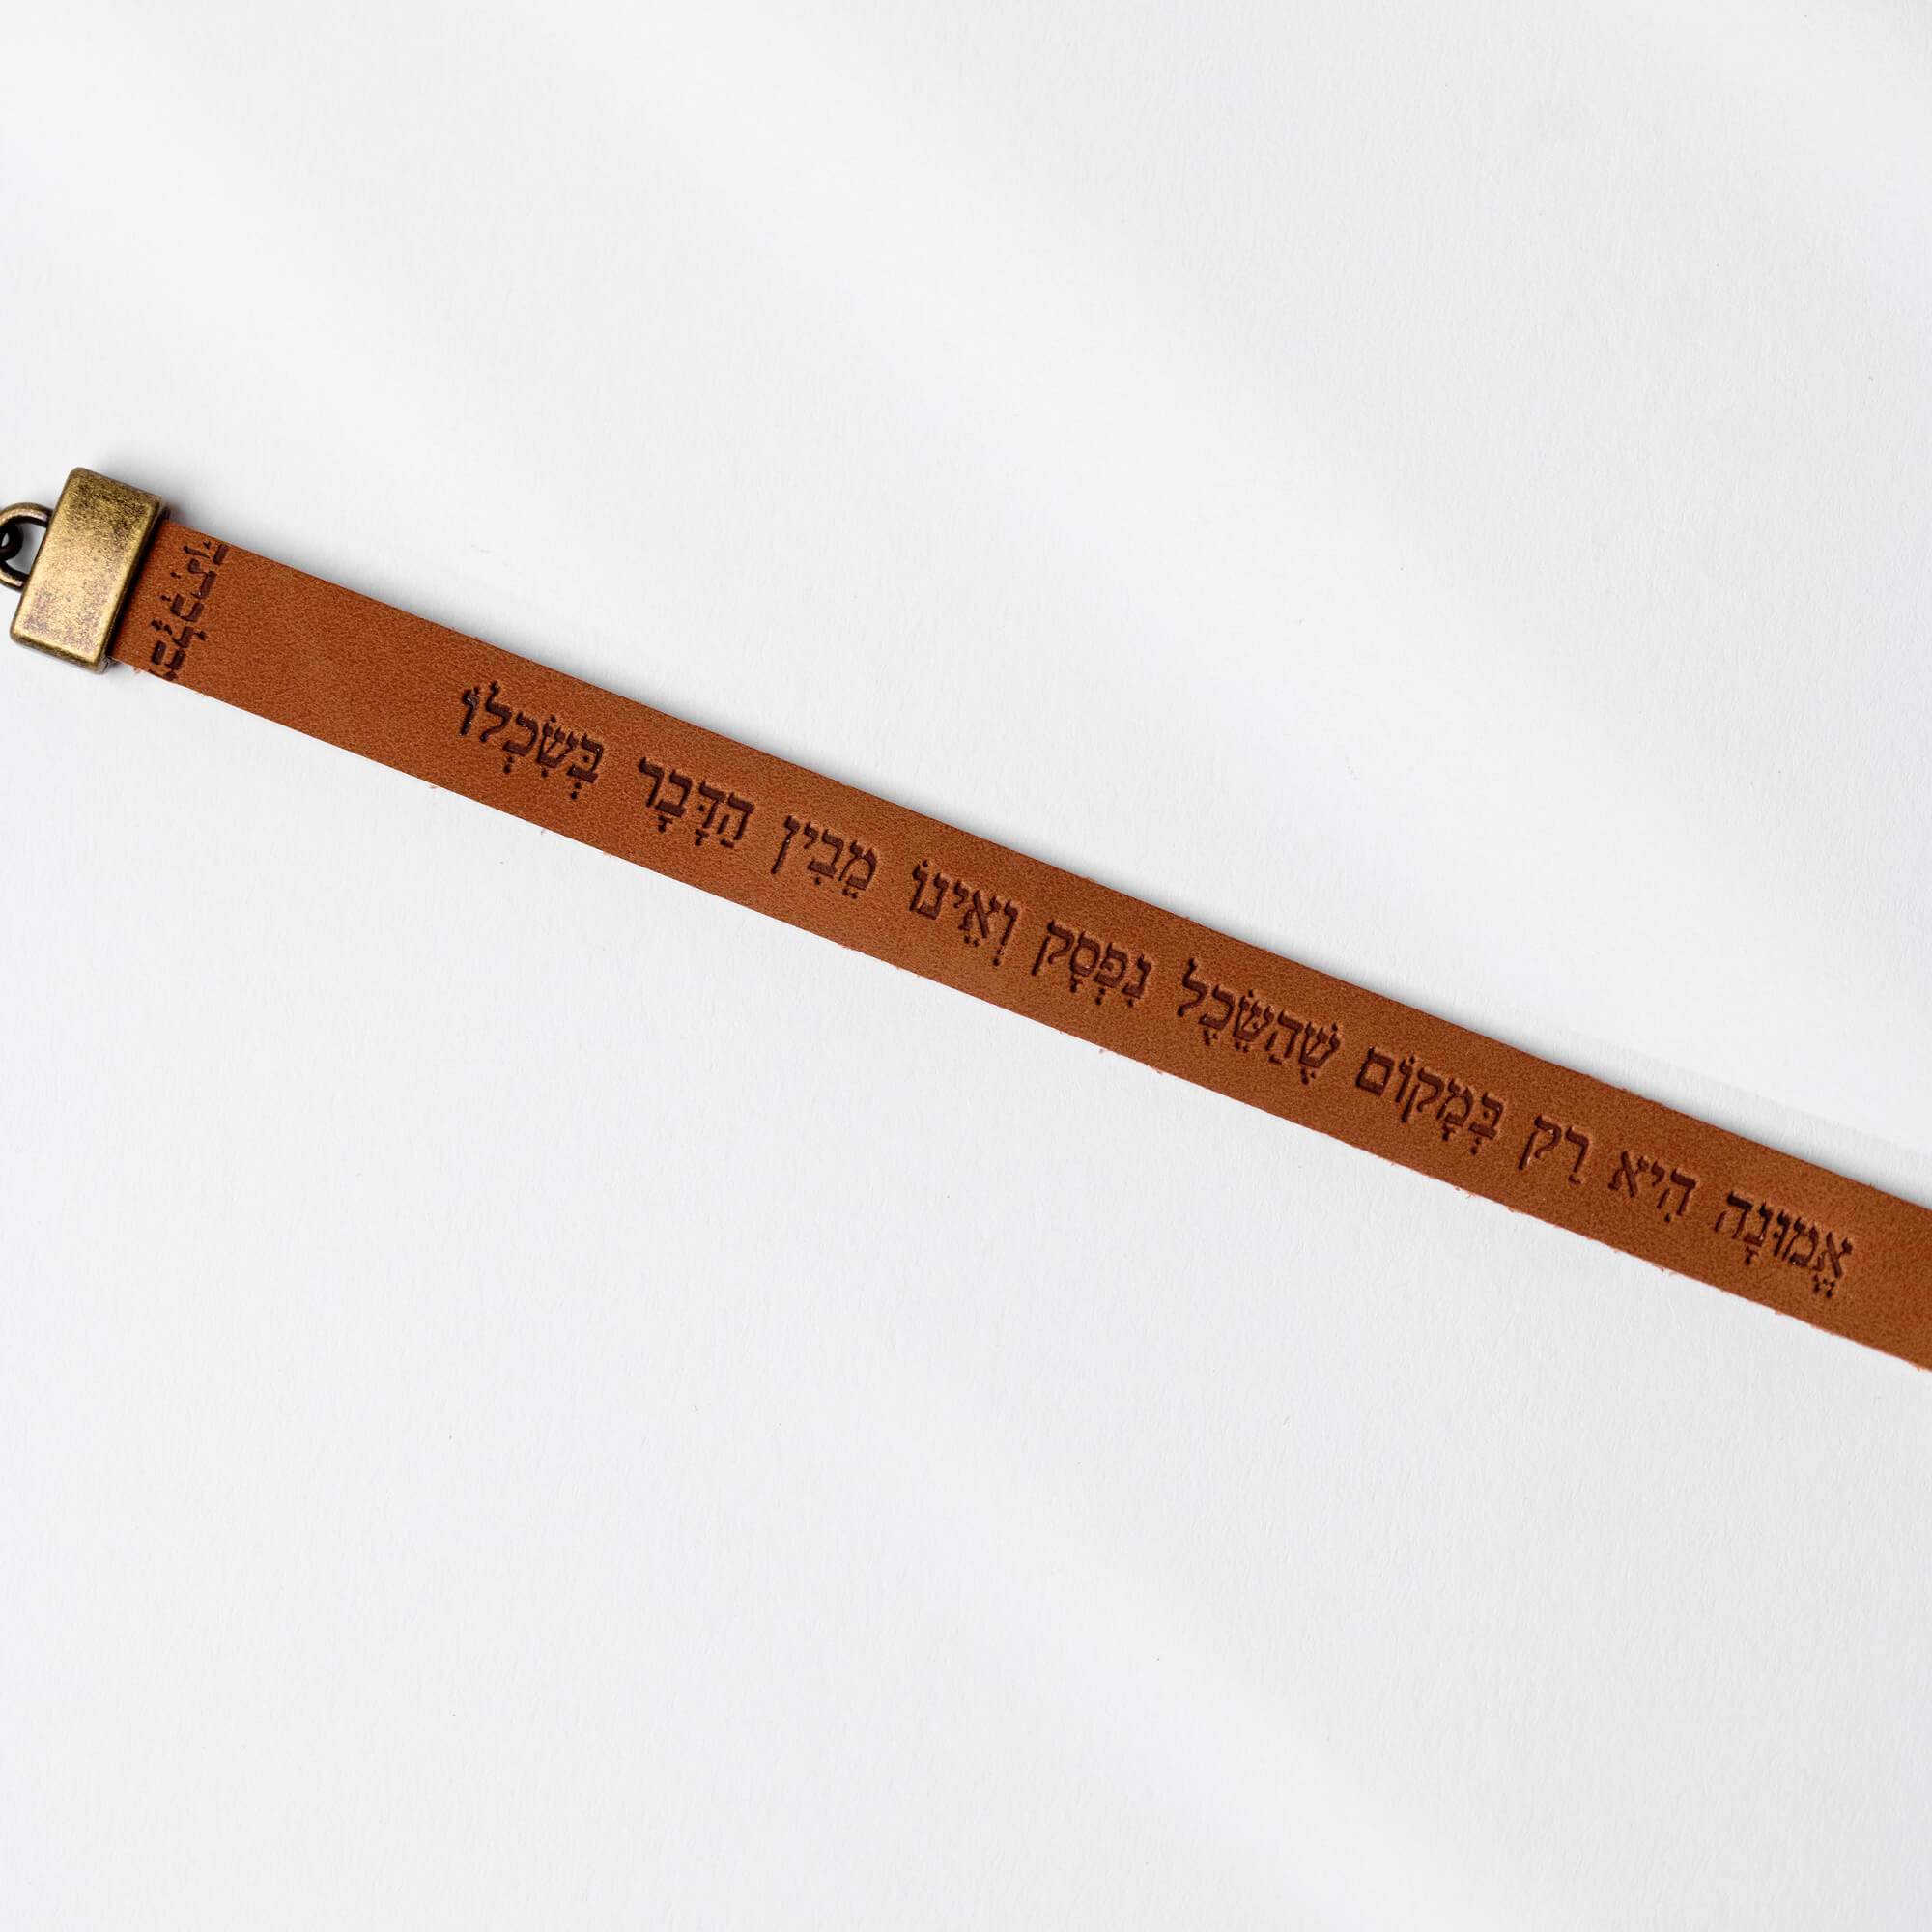 אֱמוּנָה הִיא רַק בְּמָקוֹם שֶׁהַשֵּׂכֶל נִפְסָק וְאֵינוֹ מֵבִין הַדָּבָר בְּשִׂכְלוֹ